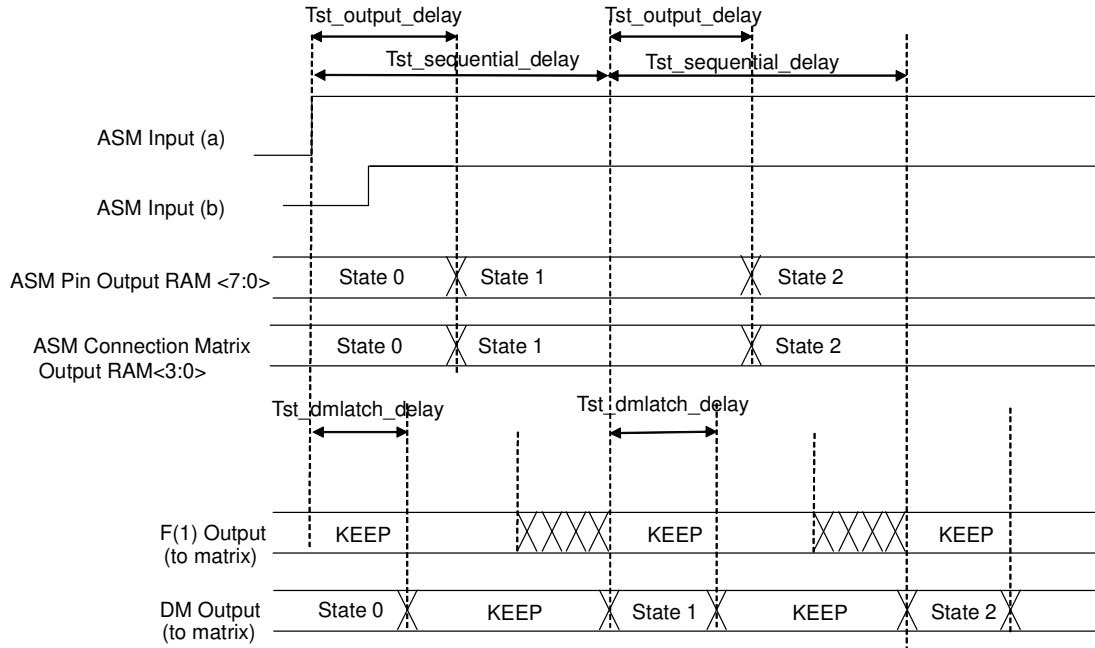 Tst_output_delay
Tst_output_delay
Tst_sequential_delay
Tst_sequential_delay
ASM Input (a)
ASM Input (b)
ASM Pin Output RAM <7:0>
State 0
State 1
State 2
ASM Connection Matrix
Output RAM<3:0>
State 0
State 1
State 2
Tst_dmlatch_delay
Tst_dmlatch_delay
F(1) Output
(to matrix)
KEEP
KEEP
KEEP
DM Output
(to matrix)
State 0
KEEP
State 1
KEEP
State 2